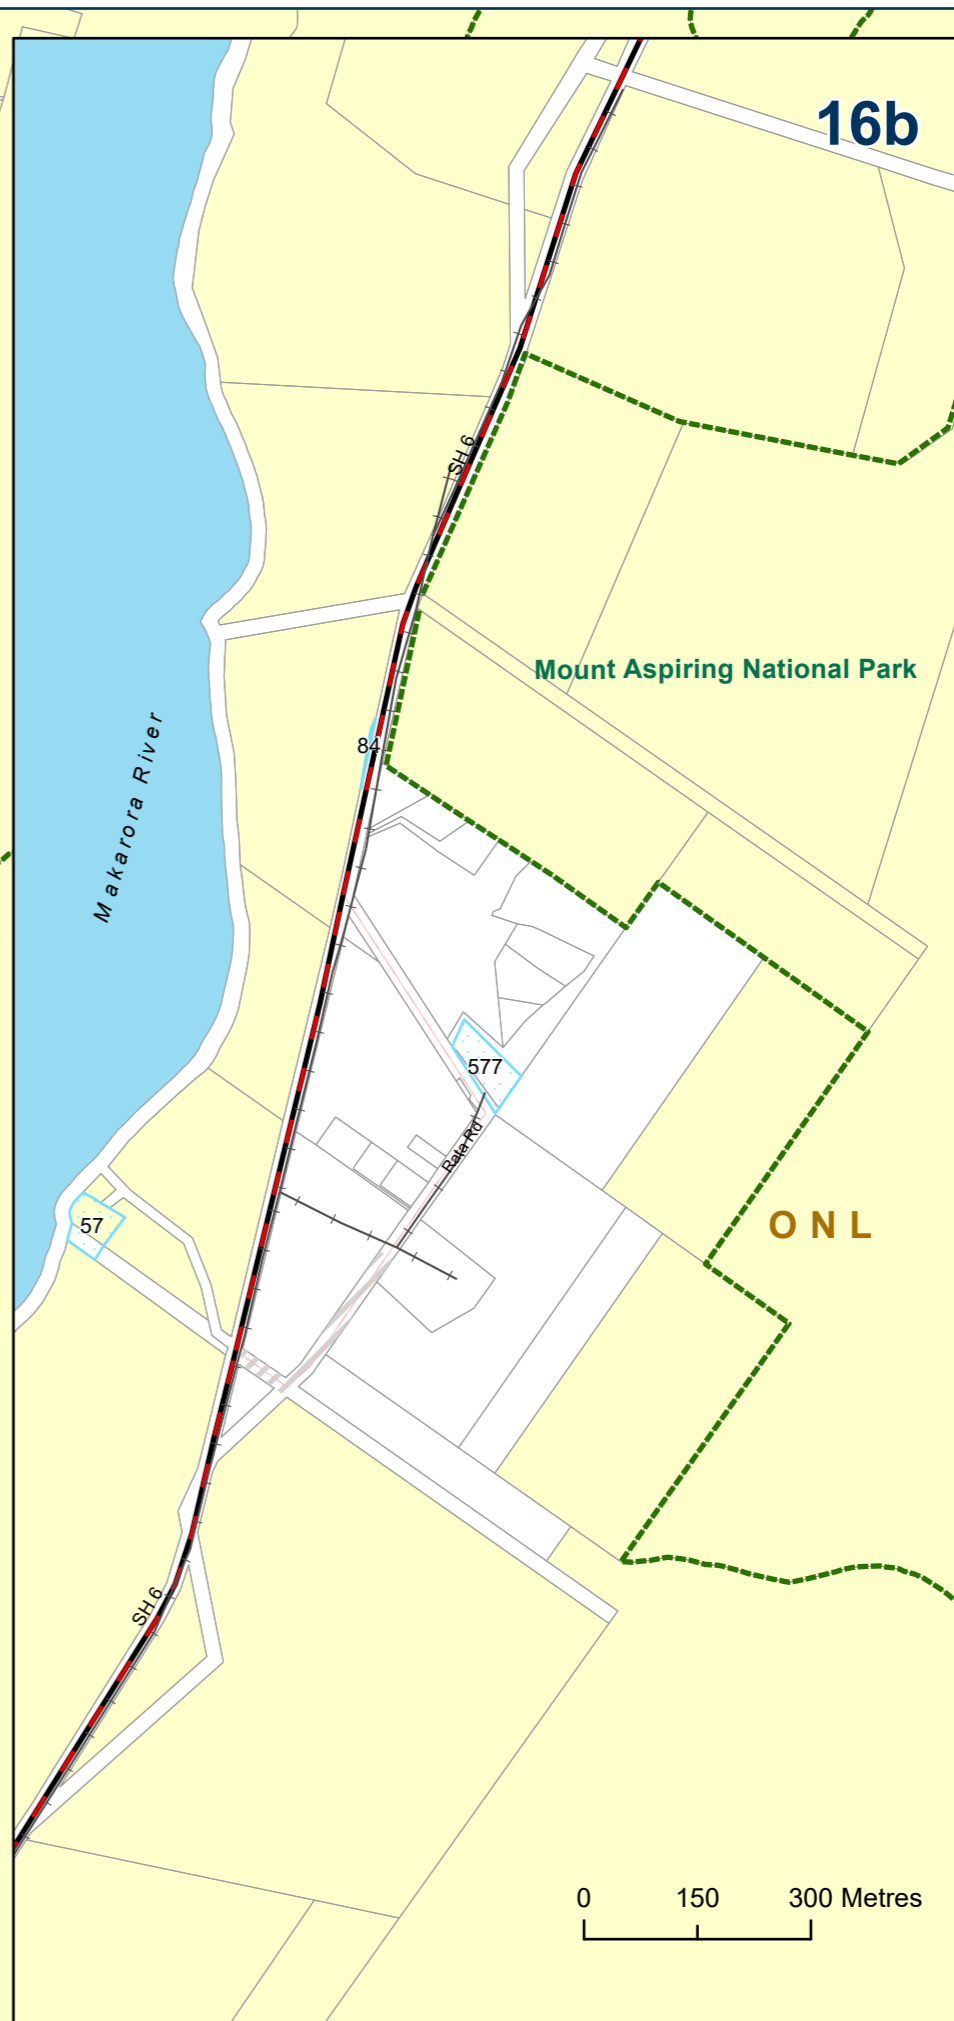 16b
SH 6
Mount Aspiring National Park
84
Makarora River
577
Rata Rd
57
O N L
SH 6
0 150 300 Metres